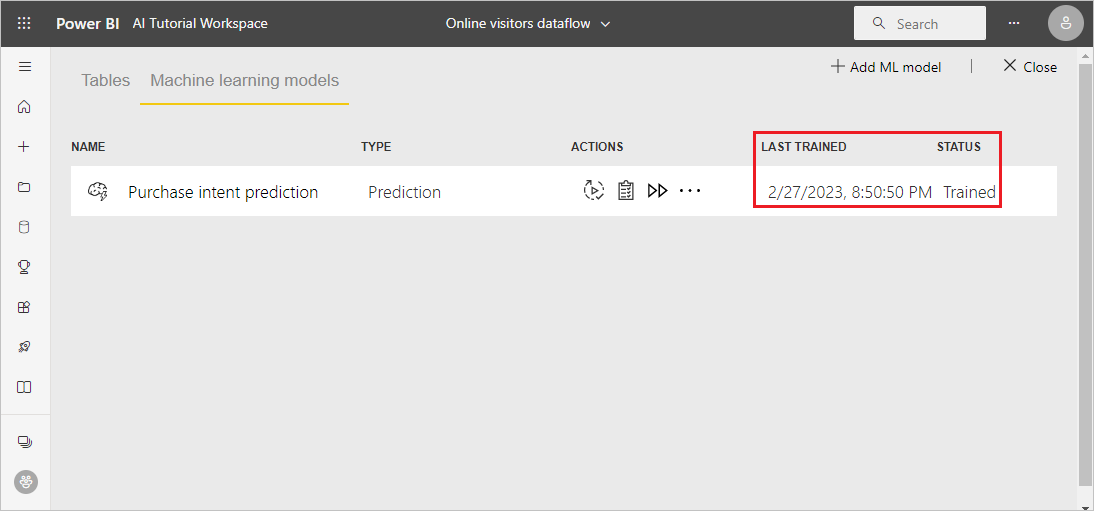 Power BI AI Tutorial Workspace Online visitors dataflow Search
Tables Machine learning models Add ML model Close
NAME TYPE ACTIONS LAST TRAINED STATUS
Purchase intent prediction Prediction 2/27/2023, 8:50:50 PM Trained